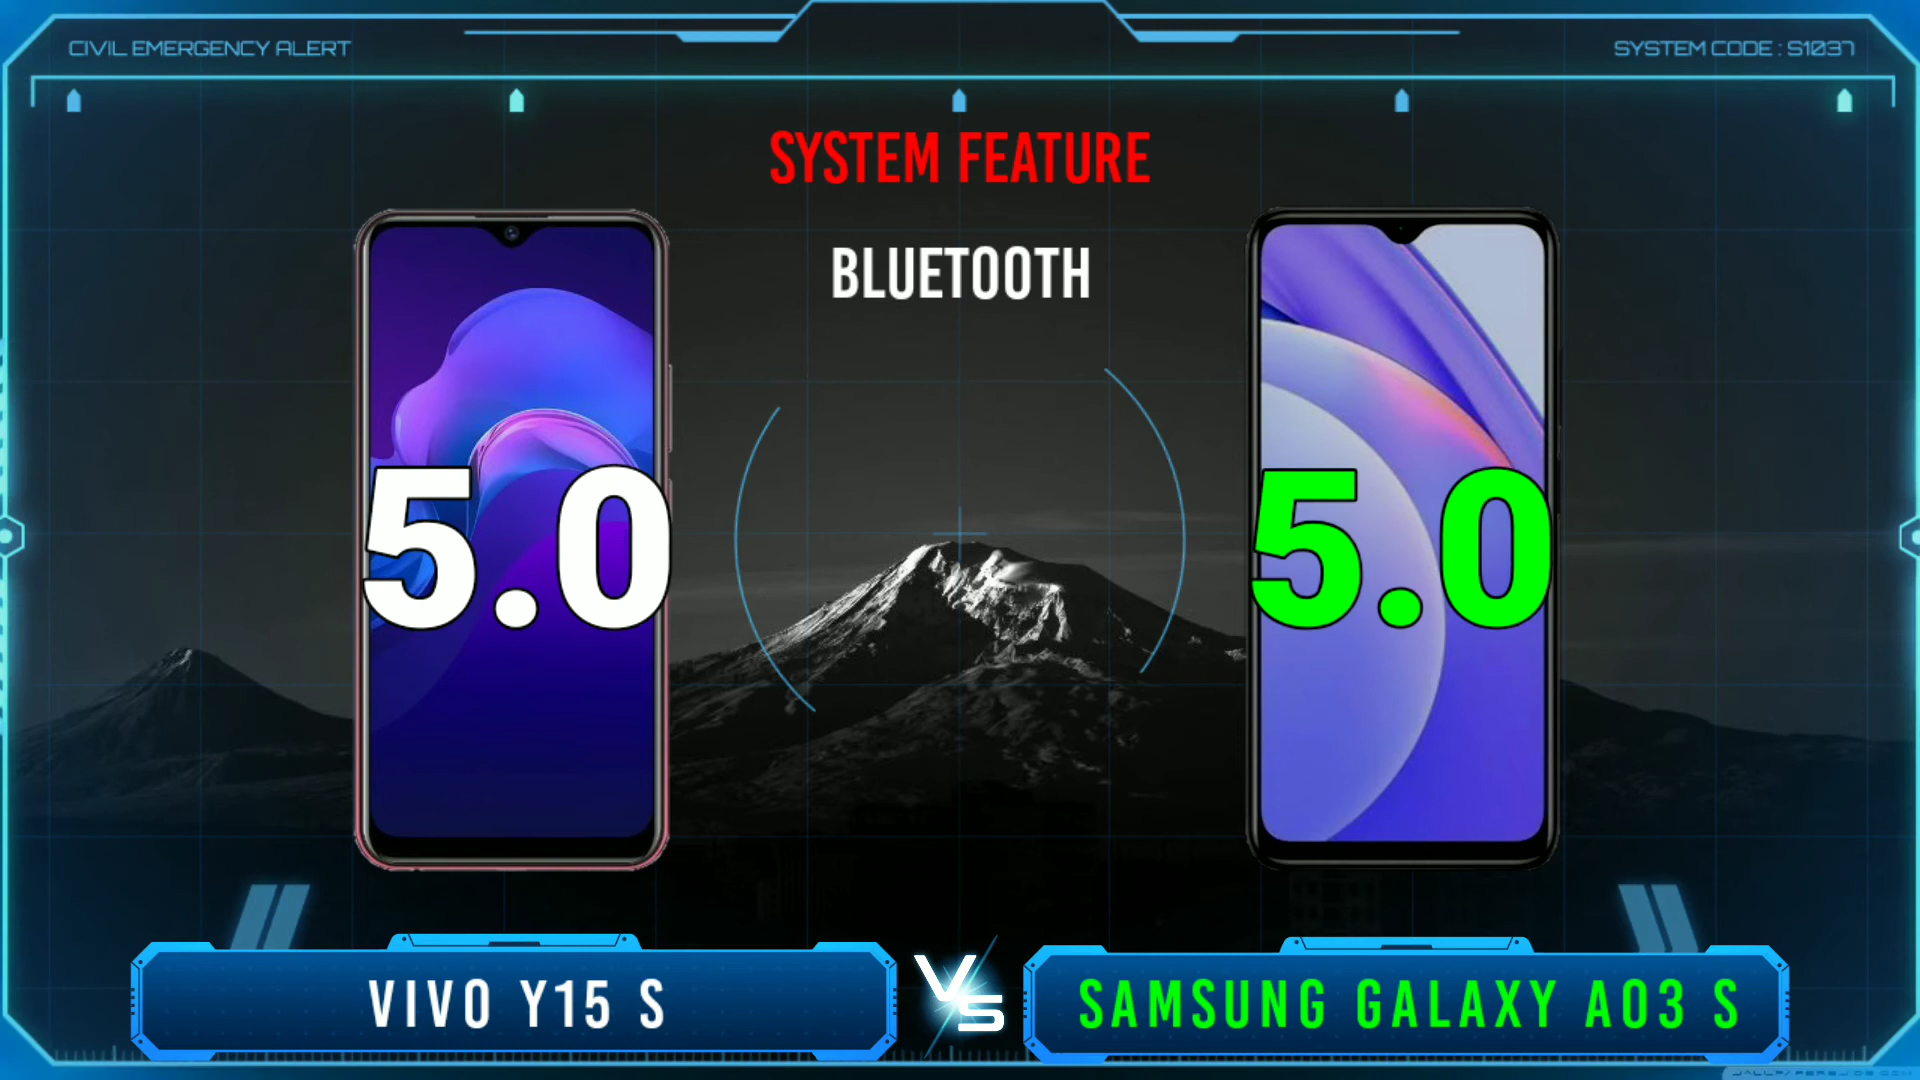 CIVIL EMERGENCY ALERT
SYSTEM CODE : S1037
SYSTEM FEATURE
BLUETOOTH
5.0
5.0
VIVO Y15 S
VS
SAMSUNG GALAXY A03 S